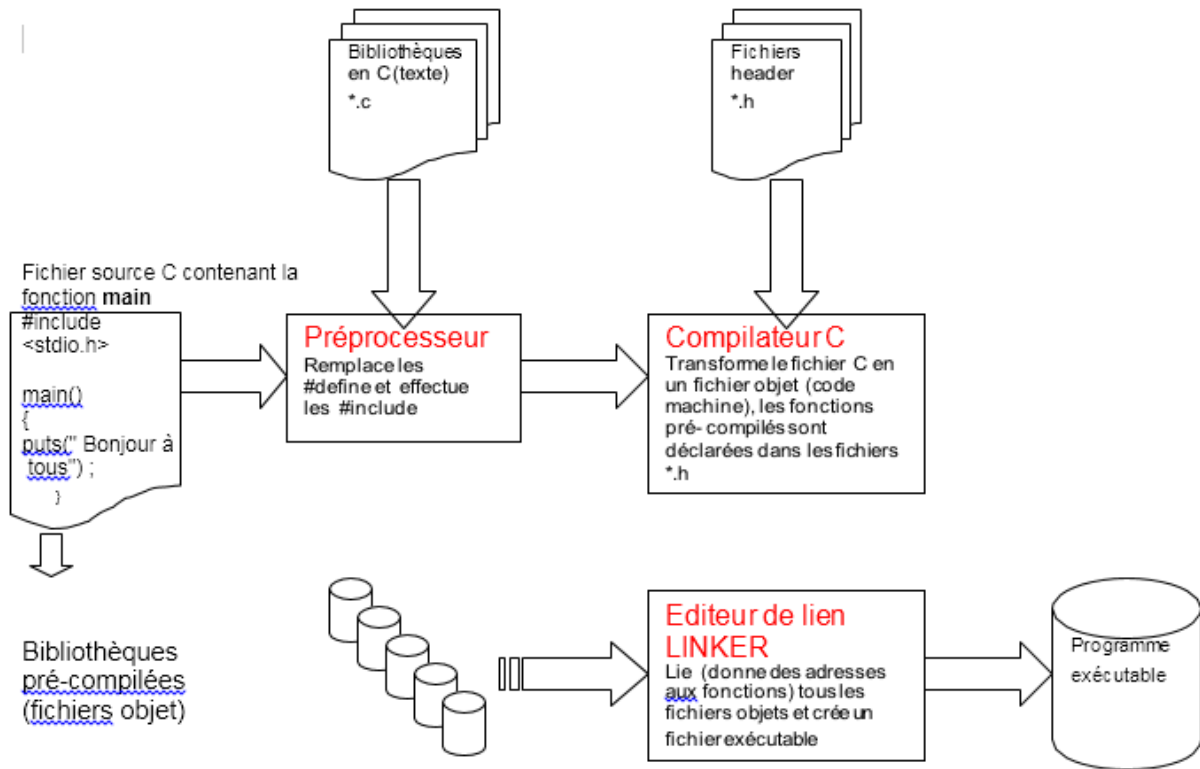 Bibliothèques
en C(texte)
*.c
Fichiers
header
*.h
Fichier source C contenant la
fonction main
#include
<stdio.h>
main()
{
puts(" Bonjour à
tous") ;
}
Préprocesseur
Remplace les
#define et effectue
les #include
Compilateur C
Transforme le fichier C en
un fichier objet (code
machine), les fonctions
pré- compilés sont
déclarées dans les fichiers
*.h
Bibliothèques
pré-compilées
(fichiers objet)
Editeur de lien
LINKER
Lie (donne des adresses
aux fonctions) tous les
fichiers objets et crée un
fichier exécutable
Programme
exécutable